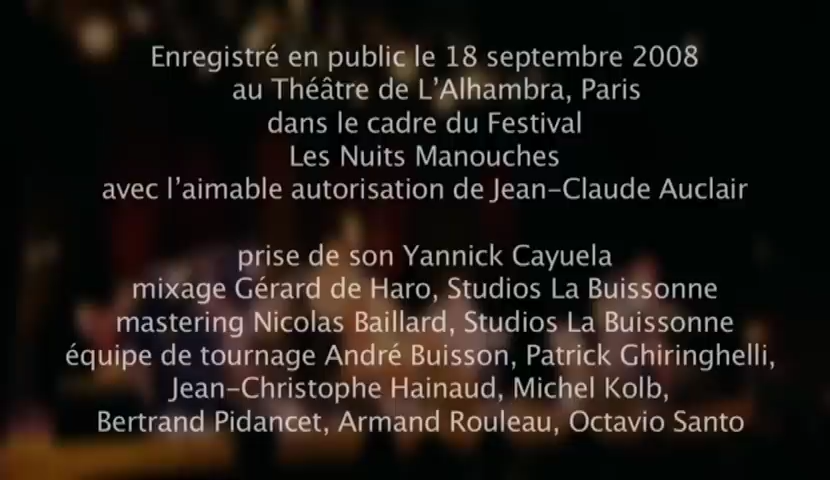 Enregistré en public le 18 septembre 2008
au Théâtre de L'Alhambra, Paris
dans le cadre du Festival
Les Nuits Manouches
avec l'aimable autorisation de Jean-Claude Auclair
prise de son Yannick Cayuela
mixage Gérard de Haro, Studios La Buissonne
mastering Nicolas Baillard, Studios La Buissonne
équipe de tournage André Buisson, Patrick Ghiringhelli,
Jean-Christophe Hainaud, Michel Kolb,
Bertrand Pidancet, Armand Rouleau, Octavio Santo